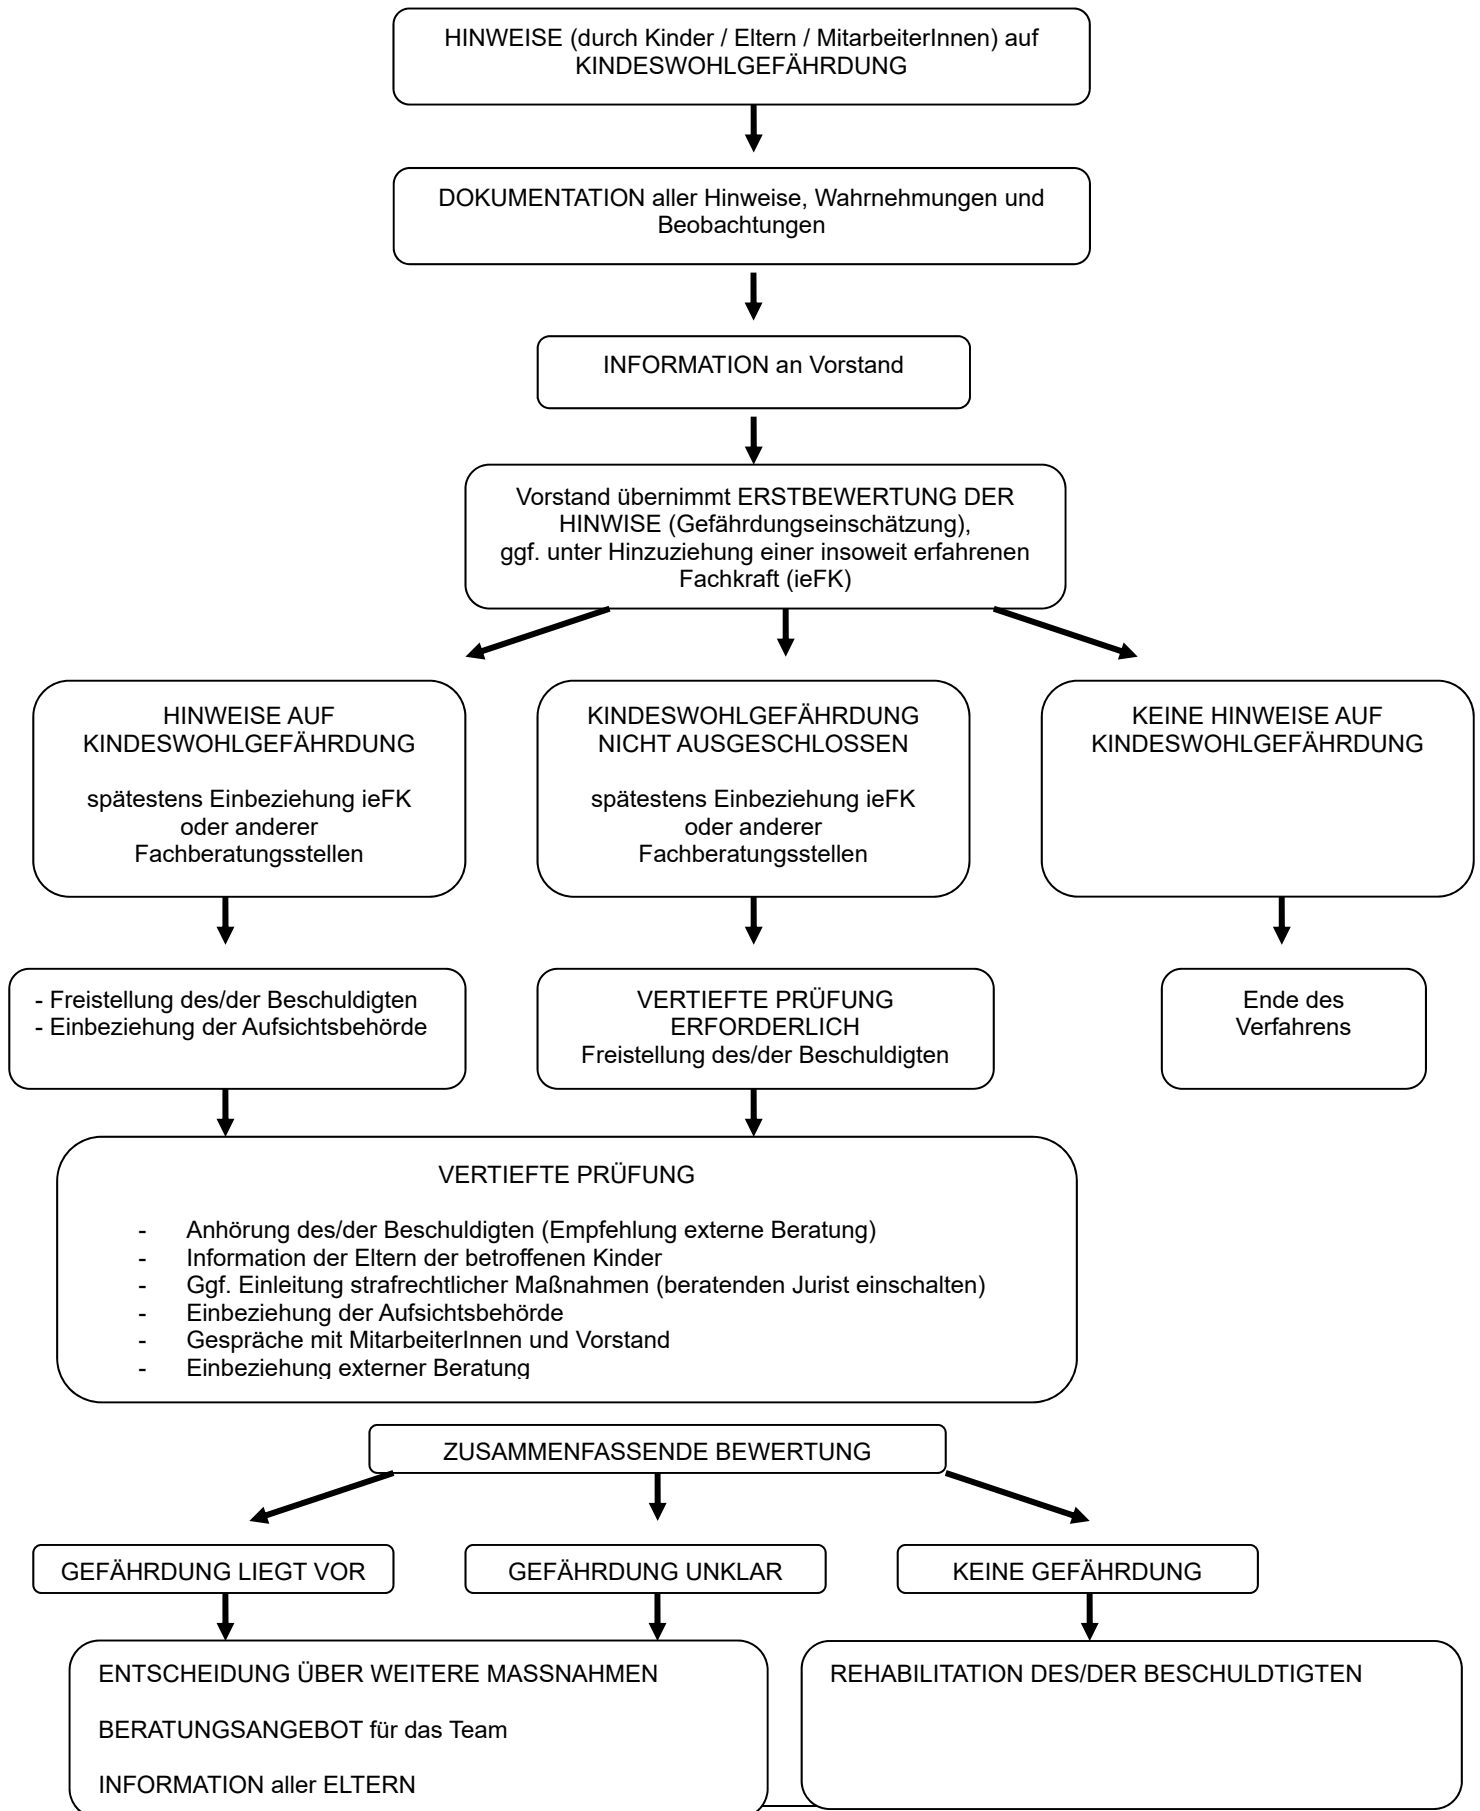 HINWEISE (durch Kinder / Eltern / MitarbeiterInnen) auf
KINDESWOHLGEFÄHRDUNG
DOKUMENTATION aller Hinweise, Wahrnehmungen und
Beobachtungen
INFORMATION an Vorstand
Vorstand übernimmt ERSTBEWERTUNG DER
HINWISE (Gefährdungseinschätzung),
ggf. unter Hinzuziehung einer insoweit erfahrenen
Fachkraft (ieFK)
HINWEISE AUF
KINDESWOHLGEFÄHRDUNG
spätestens Einbeziehung ieFK
oder anderer
Fachberatungsstellen
KINDESWOHLGEFÄHRDUNG
NICHT AUSGESCHLOSSEN
spätestens Einbeziehung ieFK
oder anderer
Fachberatungsstellen
KEINE HINWEISE AUF
KINDESWOHLGEFÄHRDUNG
- Freistellung des/der Beschuldigten
- Einbeziehung der Aufsichtsbehörde
VERTIEFTE PRÜFUNG
ERFORDERLICH
Freistellung des/der Beschuldigten
Ende des
Verfahrens
VERTIEFTE PRÜFUNG
- Anhörung des/der Beschuldigten (Empfehlung externe Beratung)
- Information der Eltern der betroffenen Kinder
- Ggf. Einleitung strafrechtlicher Maßnahmen (beratenden Jurist einschalten)
- Einbeziehung der Aufsichtsbehörde
- Gespräche mit MitarbeiterInnen und Vorstand
- Einbeziehung externer Beratung
ZUSAMMENFASSENDE BEWERTUNG
GEFÄHRDUNG LIEGT VOR
GEFÄHRDUNG UNKLAR
KEINE GEFÄHRDUNG
ENTSCHEIDUNG ÜBER WEITERE MASSNAHMEN
BERATUNGSANGEBOT für das Team
INFORMATION aller ELTERN
REHABILITATION DES/DER BESCHULDTIGTEN